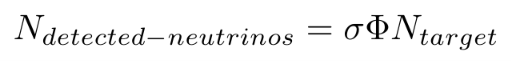 N_{detected-neutrinos} = σΦN_{target}